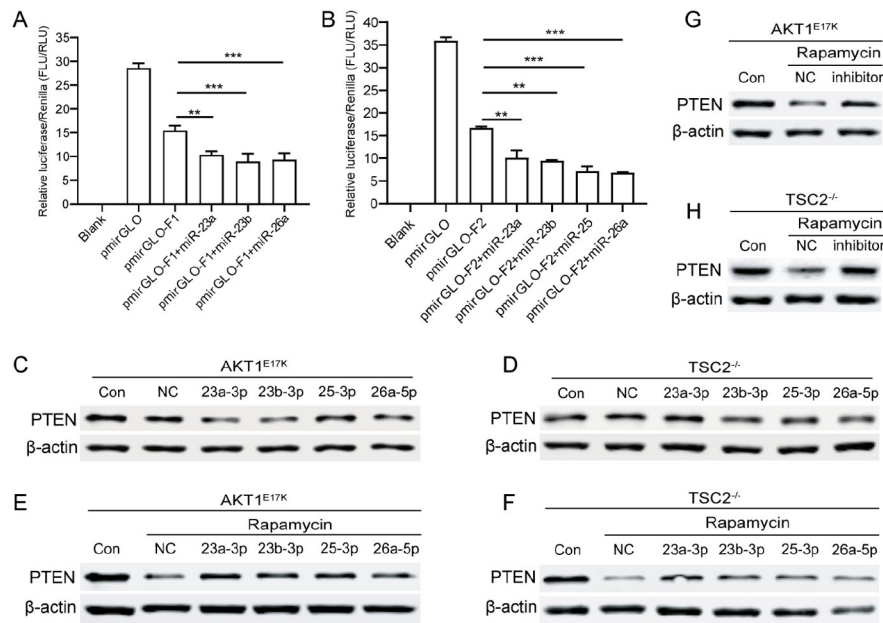 A
Relative luciferase/Renilla (FLU/RLU)
35
30
25
20
15
10
5
0
***
***
**
Blank
pmirGLO
pmirGLO-F1
pmirGLO-F1+miR-23a
pmirGLO-F1+miR-23b
pmirGLO-F1+miR-26a
B
Relative luciferase/Renilla (FLU/RLU)
40
35
30
25
20
15
10
5
0
***
***
**
**
Blank
pmirGLO
pmirGLO-F2
pmirGLO-F2+miR-23a
pmirGLO-F2+miR-23b
pmirGLO-F2+miR-25
pmirGLO-F2+miR-26a
G
AKT1^E17K
Rapamycin
Con NC inhibitor
PTEN
β-actin
H
TSC2^-/-
Rapamycin
Con NC inhibitor
PTEN
β-actin
C
AKT1^E17K
Con NC 23a-3p 23b-3p 25-3p 26a-5p
PTEN
β-actin
D
TSC2^-/-
Con NC 23a-3p 23b-3p 25-3p 26a-5p
PTEN
β-actin
E
AKT1^E17K
Rapamycin
Con NC 23a-3p 23b-3p 25-3p 26a-5p
PTEN
β-actin
F
TSC2^-/-
Rapamycin
Con NC 23a-3p 23b-3p 25-3p 26a-5p
PTEN
β-actin